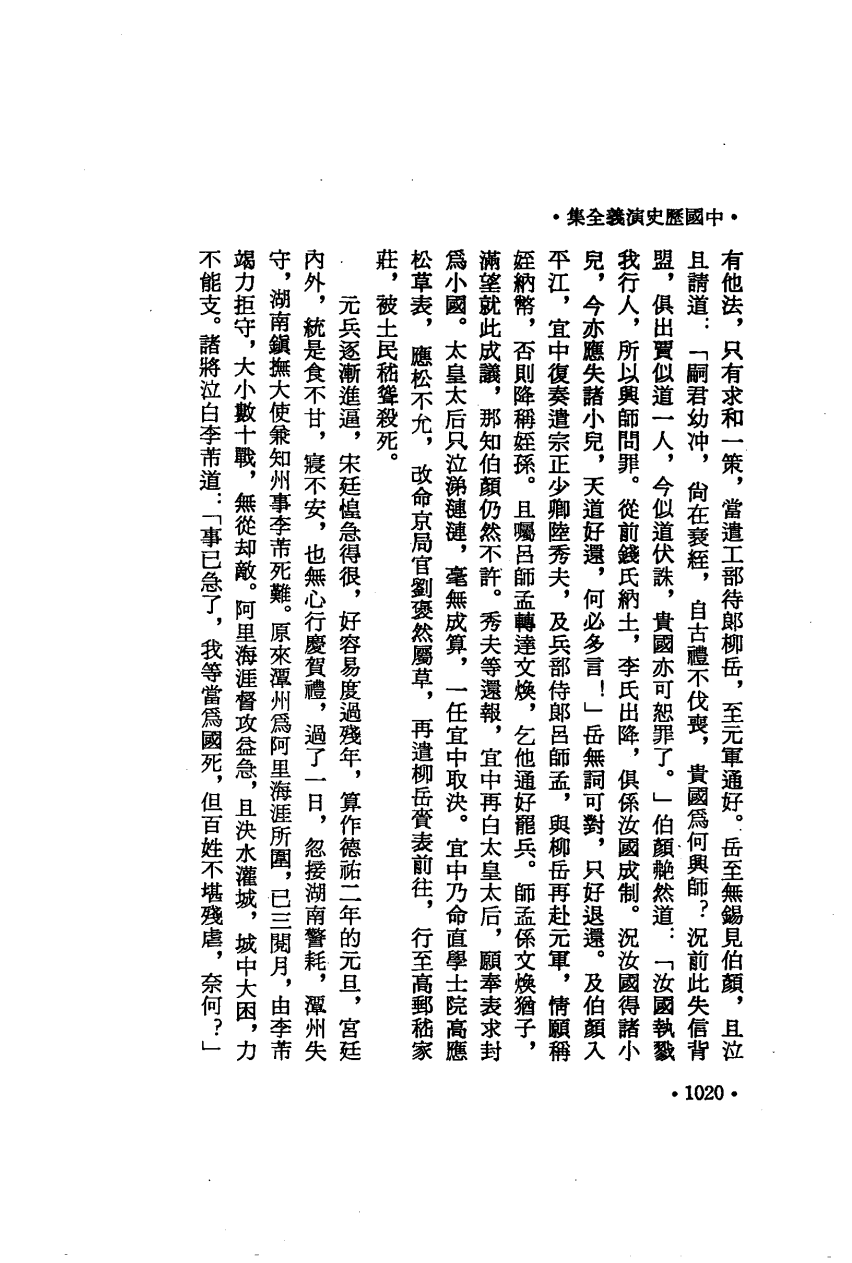 •中國歷史演義全集•
有他法，只有求和一策，當遣工部待郞柳岳，至元軍通好。岳至無錫見伯顏，且泣
且請道：「嗣君幼冲，尙在衰絰，自古禮不伐喪，貴國爲何興師？況前此失信背
盟，俱出賈似道一人，今似道伏誅，貴國亦可恕罪了。」伯顏艴然道：「汝國執戮
我行人，所以興師問罪。從前錢氏納土，李氏出降，俱係汝國成制。況汝國得諸小
兒，今亦應失諸小兒，天道好還，何必多言！」岳無詞可對，只好退還。及伯顏入
平江，宜中復奏遣宗正少卿陸秀夫，及兵部侍郞呂師孟，與柳岳再赴元軍，情願稱
姪納幣，否則降稱姪孫。且囑呂師孟轉達文煥，乞他通好罷兵。師孟係文煥猶子，
滿望就此成議，那知伯顏仍然不許。秀夫等還報，宜中再白太皇太后，願奉表求封
爲小國。太皇太后只泣涕漣漣，毫無成算，一任宜中取決。宜中乃命直學士院高應
松草表，應松不允，改命京局官劉褒然屬草，再遣柳岳賫表前往，行至高郵嵇家
莊，被土民嵇聳殺死。
元兵逐漸進逼，宋廷惶急得很，好容易度過殘年，算作德祐二年的元旦，宮廷
內外，統是食不甘，寢不安，也無心行慶賀禮，過了一日，忽接湖南警耗，潭州失
守，湖南鎭撫大使兼知州事李芾死難。原來潭州爲阿里海涯所圍，已三閱月，由李芾
竭力拒守，大小數十戰，無從却敵。阿里海涯督攻益急，且決水灌城，城中大困，力
不能支。諸將泣白李芾道：「事已急了，我等當爲國死，但百姓不堪殘虐，奈何？」
•1020•